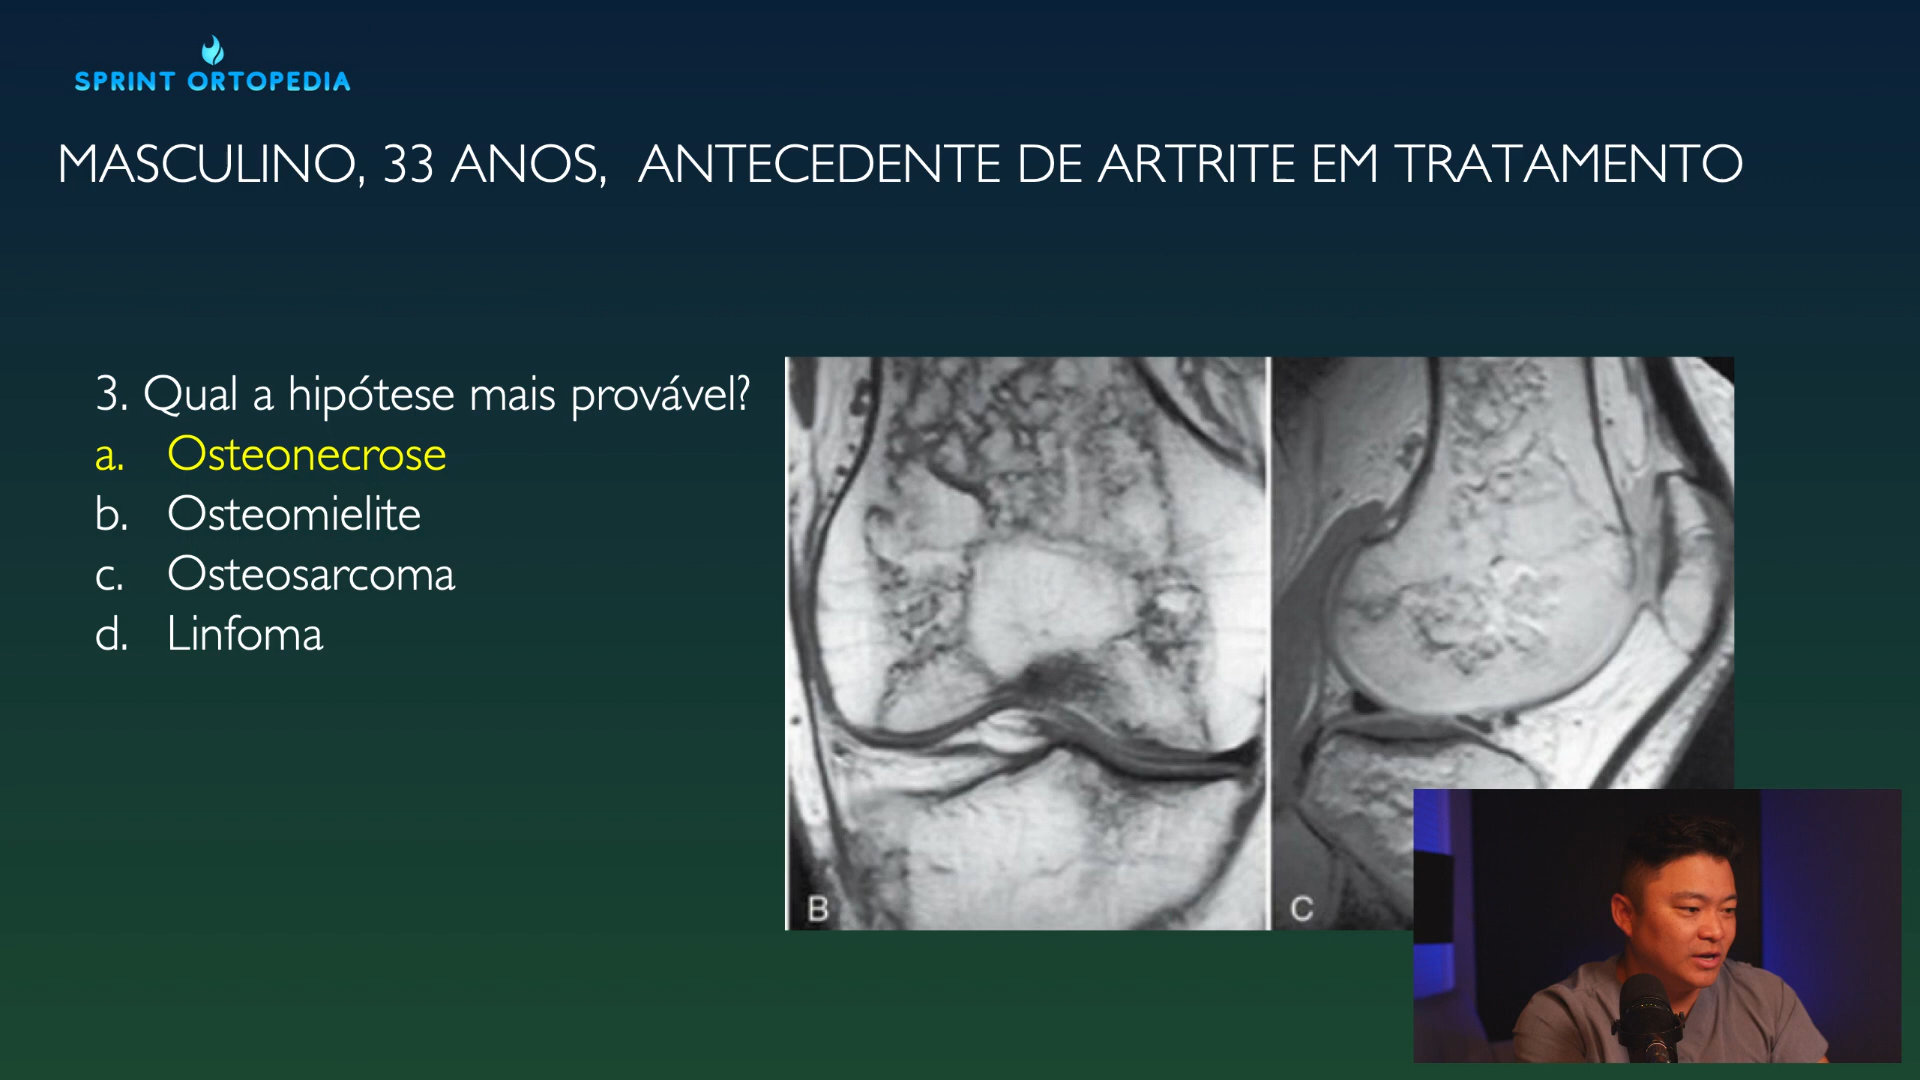 SPRINT ORTOPEDIA
MASCULINO, 33 ANOS, ANTECEDENTE DE ARTRITE EM TRATAMENTO
3. Qual a hipótese mais provável?
a. Osteonecrose
b. Osteomielite
c. Osteosarcoma
d. Linfoma
B
C